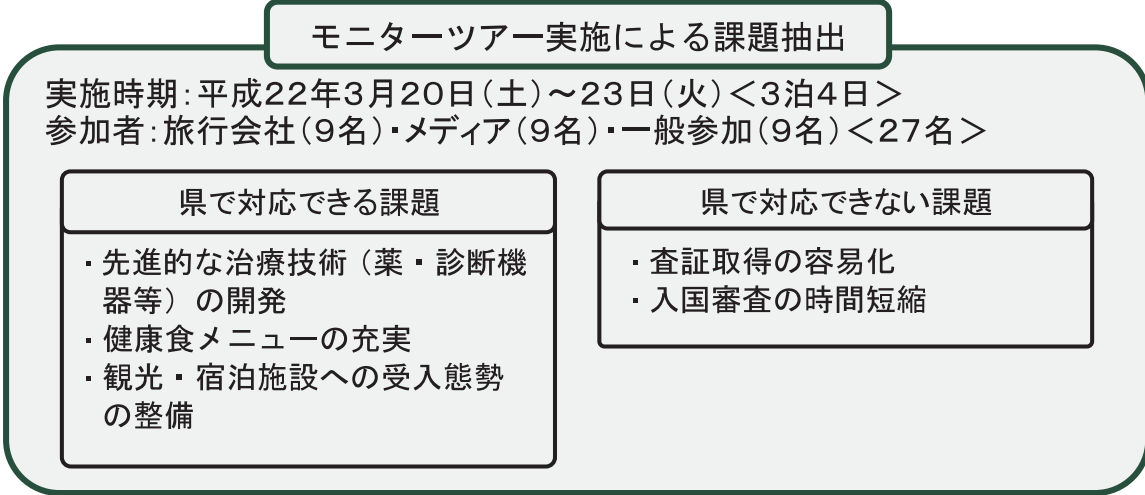 モニターツアー実施による課題抽出
実施時期:平成22年3月20日(土)~23日(火)<3泊4日>
参加者:旅行会社(9名)・メディア(9名)・一般参加(9名)<27名>
県で対応できる課題
・先進的な治療技術(薬・診断機
器等)の開発
・健康食メニューの充実
・観光・宿泊施設への受入態勢
の整備
県で対応できない課題
・査証取得の容易化
・入国審査の時間短縮